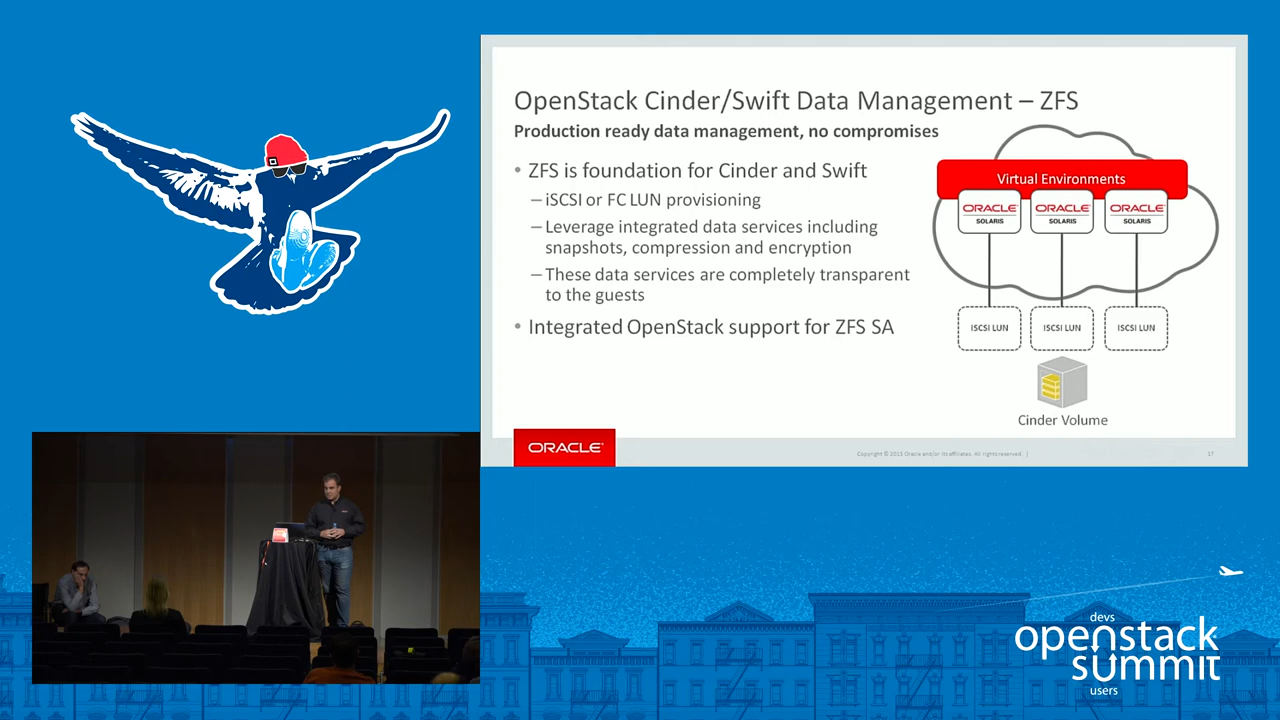 OpenStack Cinder/Swift Data Management – ZFS
Production ready data management, no compromises
• ZFS is foundation for Cinder and Swift
– iSCSI or FC LUN provisioning
– Leverage integrated data services including
snapshots, compression and encryption
– These data services are completely transparent
to the guests
• Integrated OpenStack support for ZFS SA
Virtual Environments
ORACLE SOLARIS
ORACLE SOLARIS
ORACLE SOLARIS
ISCSI LUN
ISCSI LUN
ISCSI LUN
Cinder Volume
ORACLE
Copyright © 2015 Oracle and/or its affiliates. All rights reserved. |
17
devs
openstack
summit
users